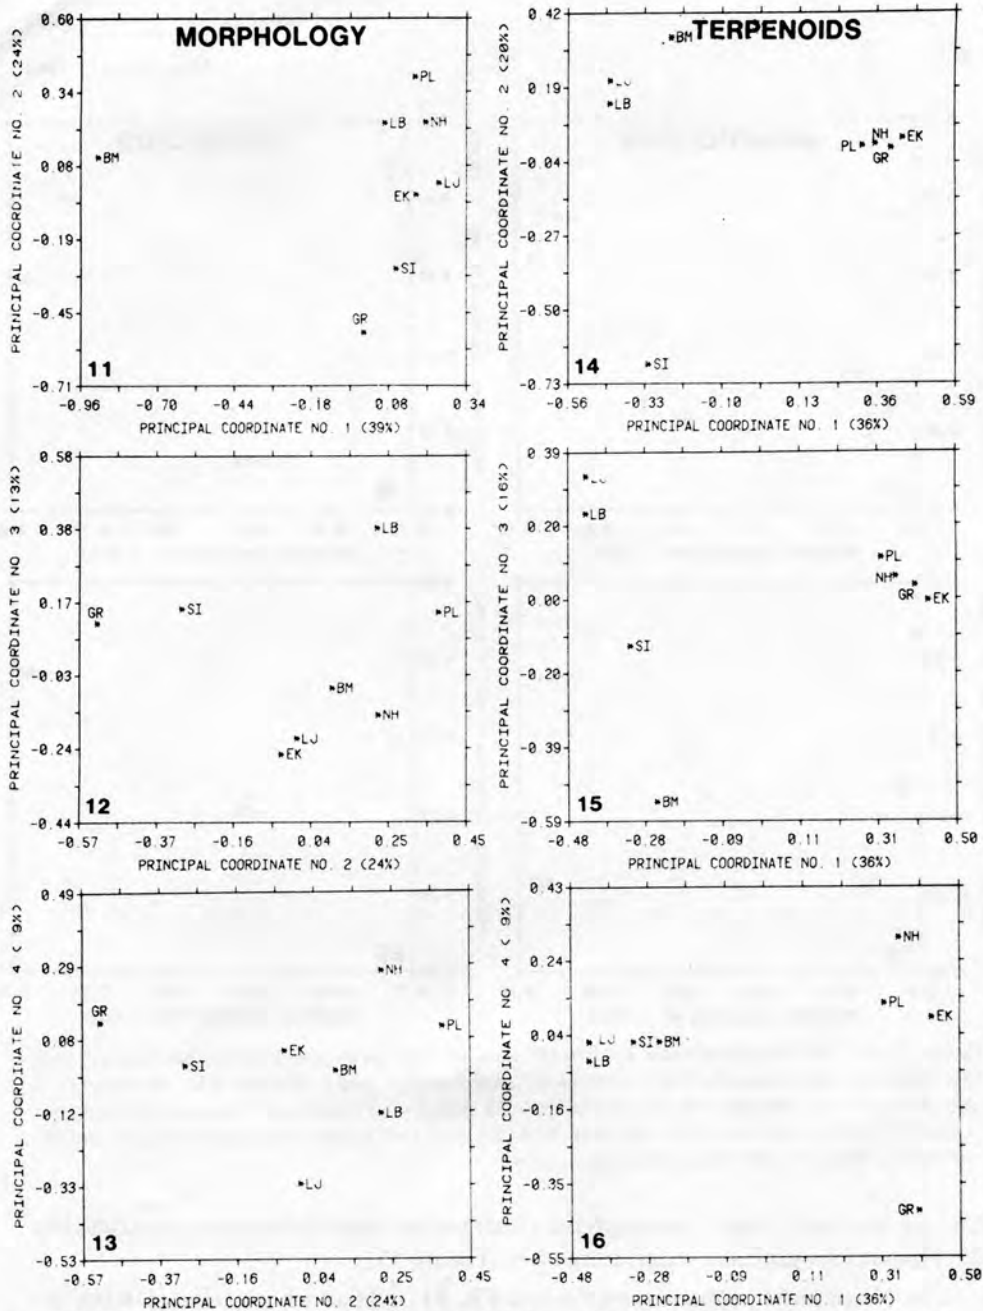 MORPHOLOGY
PRINCIPAL COORDINATE NO. 2 (24%)
0.60
0.34
0.08
-0.19
-0.45
-0.71
PL
LB
NH
BM
LJ
EK
SI
GR
11
-0.96 -0.70 -0.44 -0.18 0.08 0.34
PRINCIPAL COORDINATE NO. 1 (39%)
TERPENOIDS
PRINCIPAL COORDINATE NO. 2 (20%)
0.42
0.19
-0.04
-0.27
-0.50
-0.73
BM
LB
NH
EK
PL
GR
SI
14
-0.56 -0.33 -0.10 0.13 0.36 0.59
PRINCIPAL COORDINATE NO. 1 (36%)
PRINCIPAL COORDINATE NO. 3 (13%)
0.58
0.38
0.17
-0.03
-0.24
-0.44
LB
GR
SI
PL
BM
NH
LJ
EK
12
-0.57 -0.37 -0.16 0.04 0.25 0.45
PRINCIPAL COORDINATE NO. 2 (24%)
PRINCIPAL COORDINATE NO. 3 (16%)
0.39
0.20
0.00
-0.20
-0.39
-0.59
LB
PL
NH
GR
EK
SI
BM
15
-0.48 -0.28 -0.09 0.11 0.31 0.50
PRINCIPAL COORDINATE NO. 1 (36%)
PRINCIPAL COORDINATE NO. 4 ( 9%)
0.49
0.29
0.08
-0.12
-0.33
-0.53
NH
GR
PL
EK
SI
BM
LB
LJ
13
-0.57 -0.37 -0.16 0.04 0.25 0.45
PRINCIPAL COORDINATE NO. 2 (24%)
PRINCIPAL COORDINATE NO. 4 ( 9%)
0.43
0.24
0.04
-0.16
-0.35
-0.55
NH
PL
EK
SI
BM
LB
GR
16
-0.48 -0.28 -0.09 0.11 0.31 0.50
PRINCIPAL COORDINATE NO. 1 (36%)